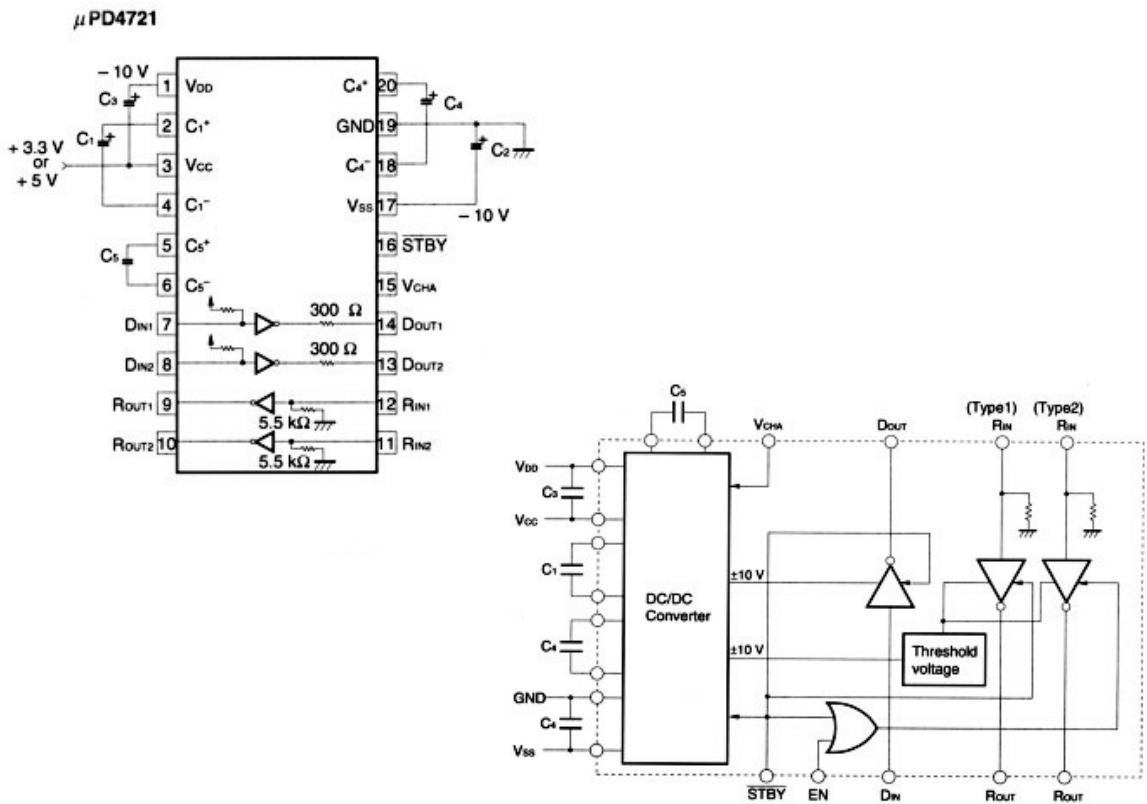 μPD4721
– 10 V
1 VDD
C4+ 20
C3
C4
2 C1+
GND 19
C1
C2
+ 3.3 V
or
+ 5 V
3 VCC
C4– 18
4 C1–
VSS 17
– 10 V
5 C5+
16 STBY
C5
6 C5–
15 VCHA
300 Ω
DIN1 7
14 DOUT1
300 Ω
DIN2 8
13 DOUT2
ROUT1 9
12 RIN1
5.5 kΩ
ROUT2 10
11 RIN2
5.5 kΩ
C5
VCHA
DOUT
(Type1)
RIN
(Type2)
RIN
VDD
C3
VCC
C1
±10 V
DC/DC
Converter
C4
±10 V
Threshold
voltage
GND
C4
VSS
STBY
EN
DIN
ROUT
ROUT